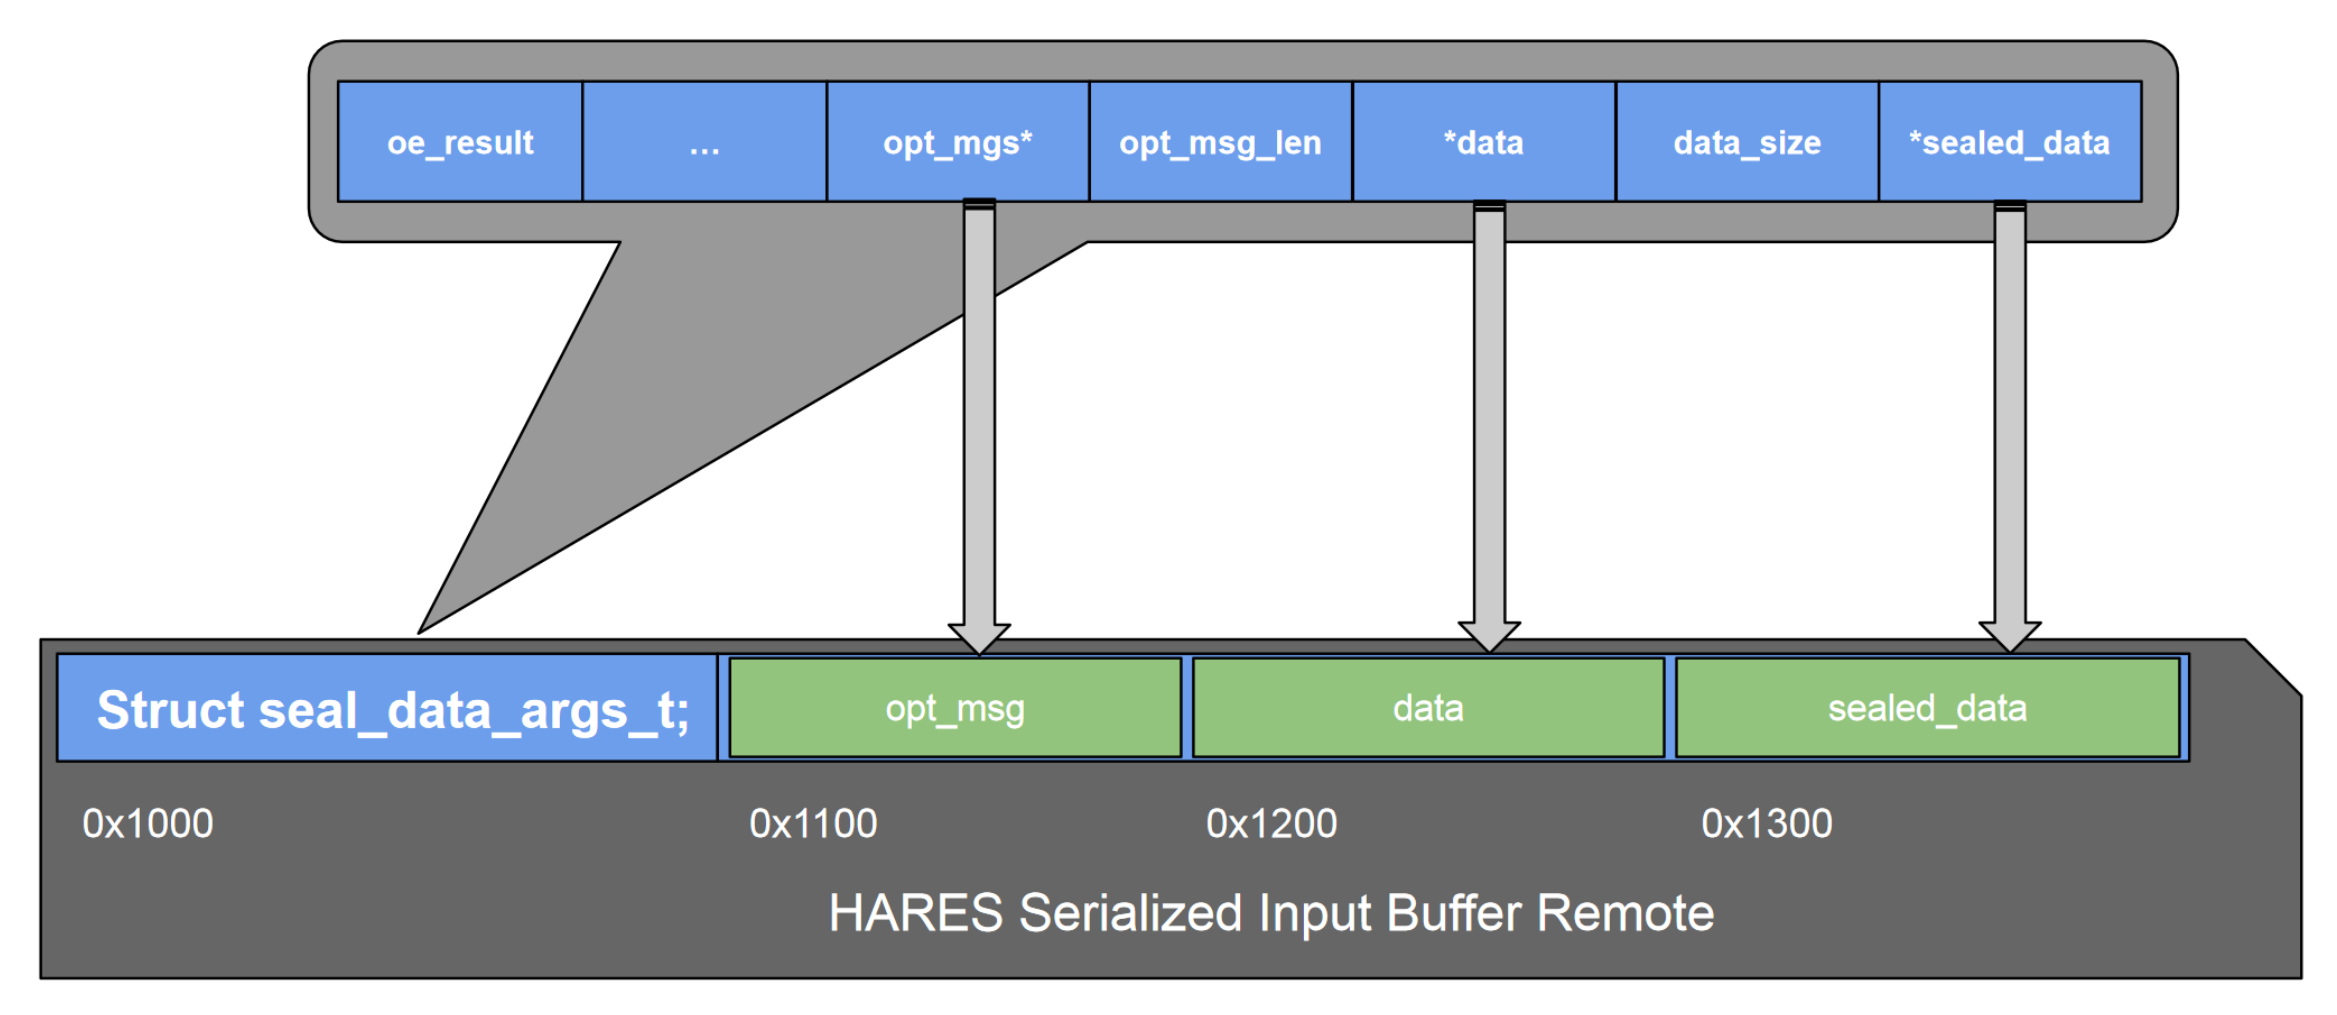 oe_result ... opt_mgs* opt_msg_len *data data_size *sealed_data
Struct seal_data_args_t; opt_msg data sealed_data
0x1000 0x1100 0x1200 0x1300
HARES Serialized Input Buffer Remote